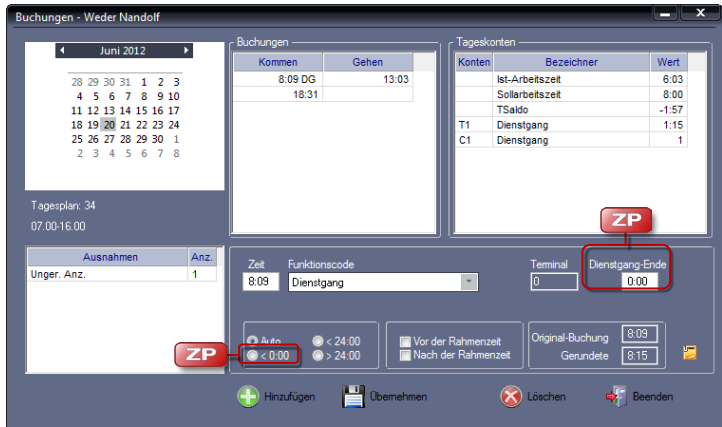 Buchungen - Weder Nandolf
Juni 2012
28 29 30 31 1 2 3
4 5 6 7 8 9 10
11 12 13 14 15 16 17
18 19 20 21 22 23 24
25 26 27 28 29 30 1
2 3 4 5 6 7 8
Tagesplan: 34
07.00-16.00
Buchungen
Kommen Gehen
8:09 DG 13:03
18:31
Tageskonten
Konten Bezeichner Wert
Ist-Arbeitszeit 6:03
Sollarbeitszeit 8:00
TSaldo -1:57
T1 Dienstgang 1:15
C1 Dienstgang 1
ZP
Ausnahmen Anz.
Unger. Anz. 1
Zeit Funktionscode Terminal Dienstgang-Ende
8:09 Dienstgang 0 0:00
Auto < 24:00
< 0:00 > 24:00
ZP
Vor der Rahmenzeit
Nach der Rahmenzeit
Original-Buchung 8:09
Gerundete 8:15
Hinzufügen Übernehmen Löschen Beenden